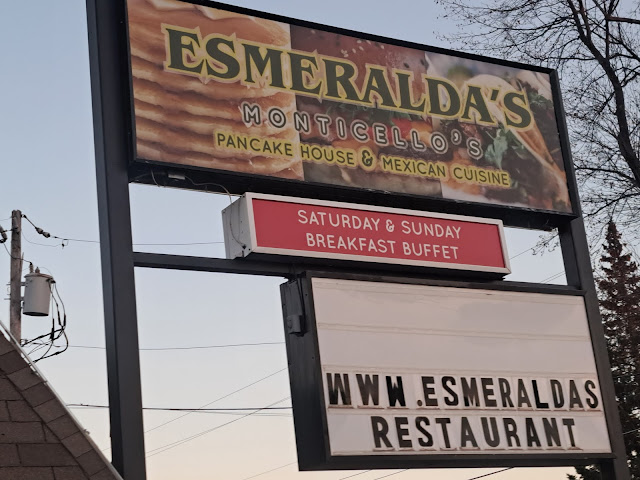 ESMERALDA'S
MONTICELLO'S
PANCAKE HOUSE & MEXICAN CUISINE
SATURDAY & SUNDAY
BREAKFAST BUFFET
WWW.ESMERALDAS
RESTAURANT